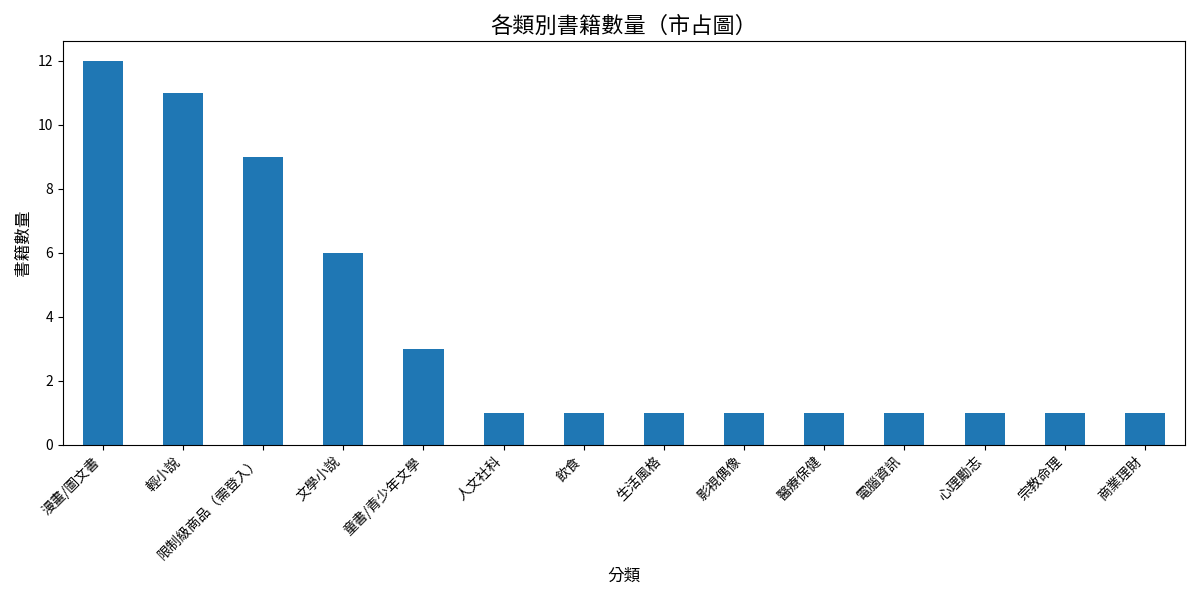 各類別書籍數量（市占圖）
書籍數量
12
10
8
6
4
2
0
漫畫/圖文書
輕小說
限制級商品（需登入）
文學小說
童書/青少年文學
人文社科
飲食
生活風格
影視偶像
醫療保健
電腦資訊
心理勵志
宗教命理
商業理財
分類